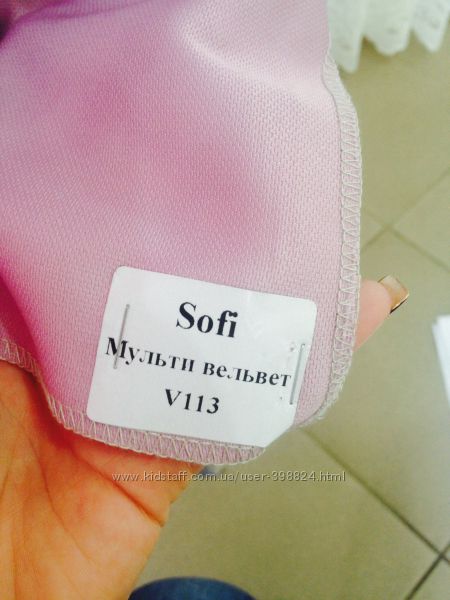 Sofi
Мульти вельвет
V113
www.kidstaff.com.ua/user-398824.html